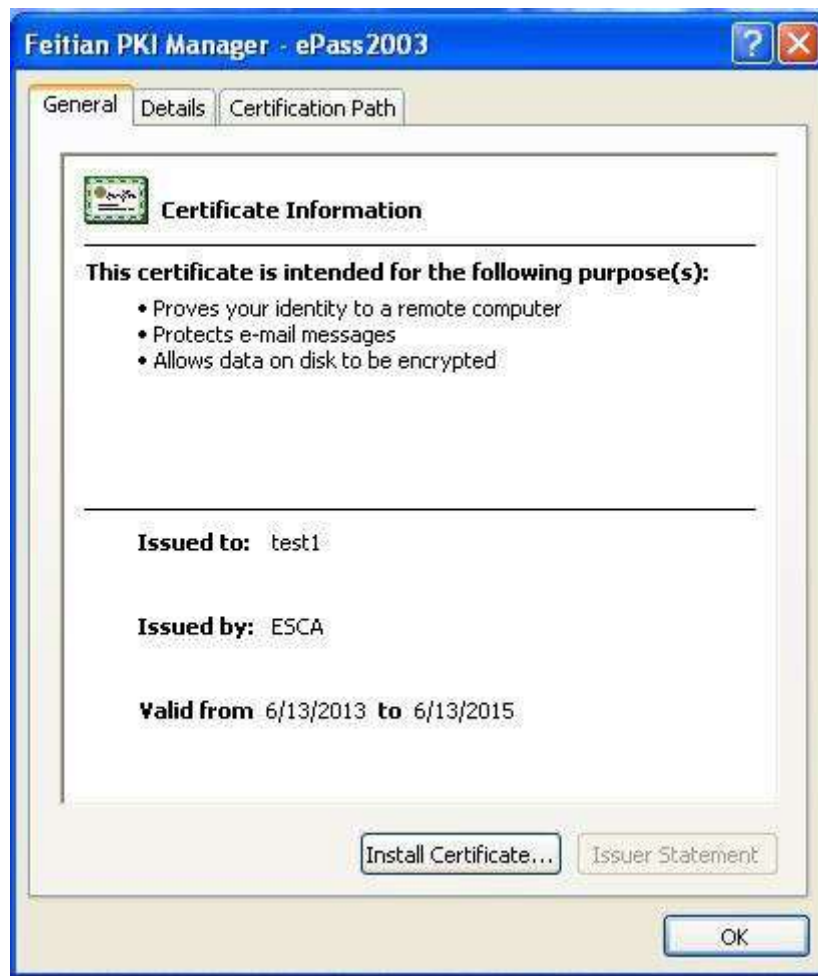 Feitian PKI Manager - ePass2003
General Details Certification Path
Certificate Information
This certificate is intended for the following purpose(s):
• Proves your identity to a remote computer
• Protects e-mail messages
• Allows data on disk to be encrypted
Issued to: test1
Issued by: ESCA
Valid from 6/13/2013 to 6/13/2015
Install Certificate... Issuer Statement
OK